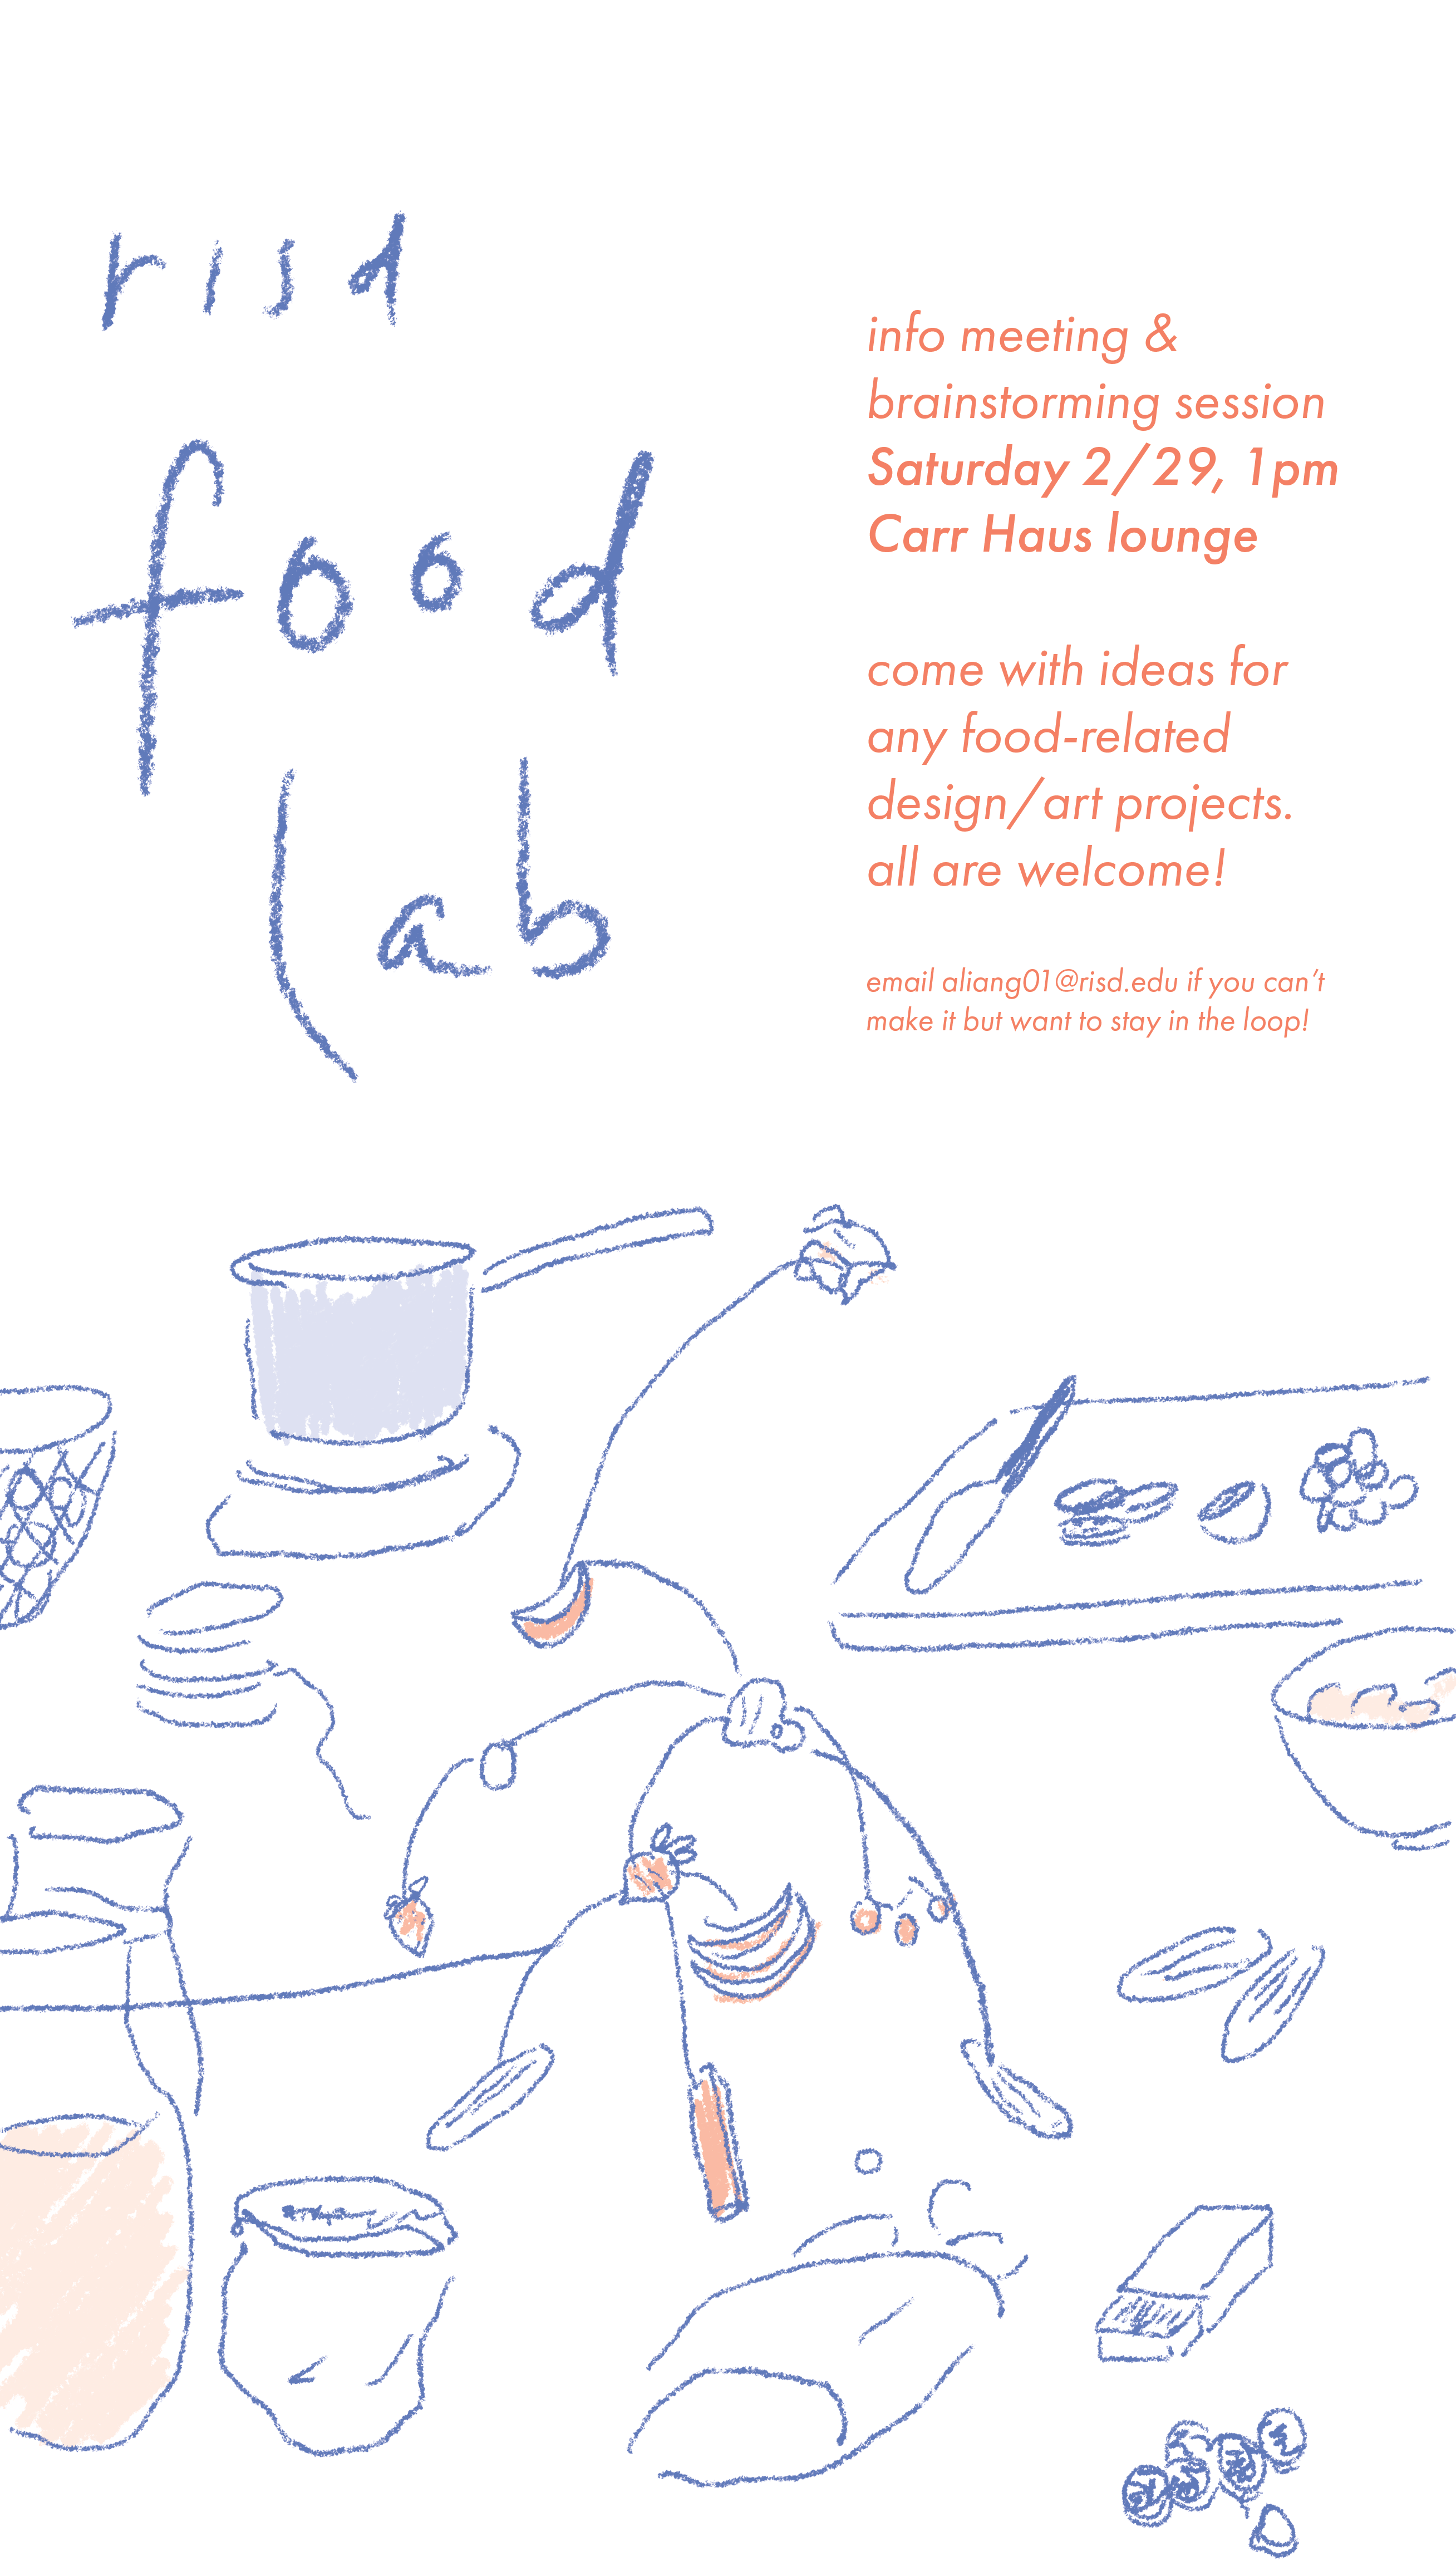 risd
food
lab
info meeting &
brainstorming session
Saturday 2/29, 1pm
Carr Haus lounge
come with ideas for
any food-related
design/art projects.
all are welcome!
email aliang01@risd.edu if you can't
make it but want to stay in the loop!